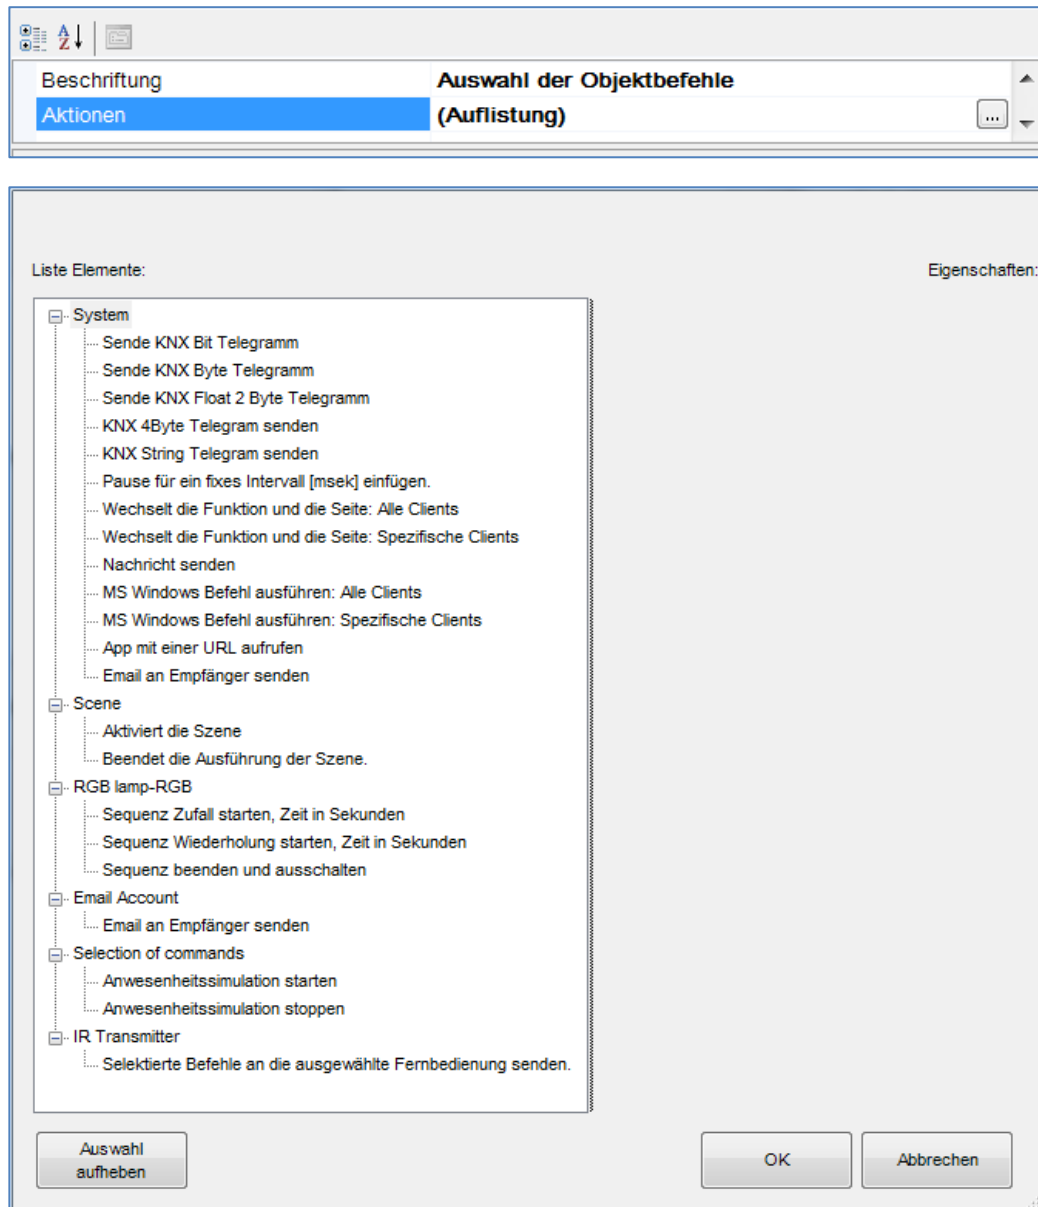 Beschriftung Auswahl der Objektbefehle
Aktionen (Auflistung) ...
Liste Elemente: Eigenschaften:
System
Sende KNX Bit Telegramm
Sende KNX Byte Telegramm
Sende KNX Float 2 Byte Telegramm
KNX 4Byte Telegram senden
KNX String Telegram senden
Pause für ein fixes Intervall [msek] einfügen.
Wechselt die Funktion und die Seite: Alle Clients
Wechselt die Funktion und die Seite: Spezifische Clients
Nachricht senden
MS Windows Befehl ausführen: Alle Clients
MS Windows Befehl ausführen: Spezifische Clients
App mit einer URL aufrufen
Email an Empfänger senden
Scene
Aktiviert die Szene
Beendet die Ausführung der Szene.
RGB lamp-RGB
Sequenz Zufall starten, Zeit in Sekunden
Sequenz Wiederholung starten, Zeit in Sekunden
Sequenz beenden und ausschalten
Email Account
Email an Empfänger senden
Selection of commands
Anwesenheitssimulation starten
Anwesenheitssimulation stoppen
IR Transmitter
Selektierte Befehle an die ausgewählte Fernbedienung senden.
Auswahl
aufheben
OK
Abbrechen